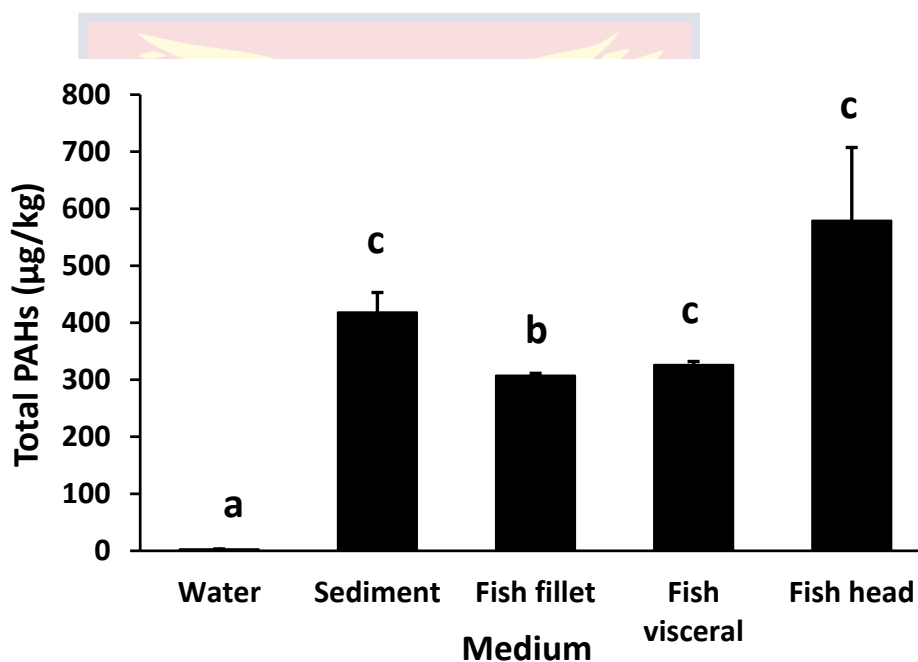 Total PAHs (µg/kg)
800
700
600
500
400
300
200
100
0
a
c
b
c
c
Water
Sediment
Fish fillet
Fish
visceral
Fish head
Medium